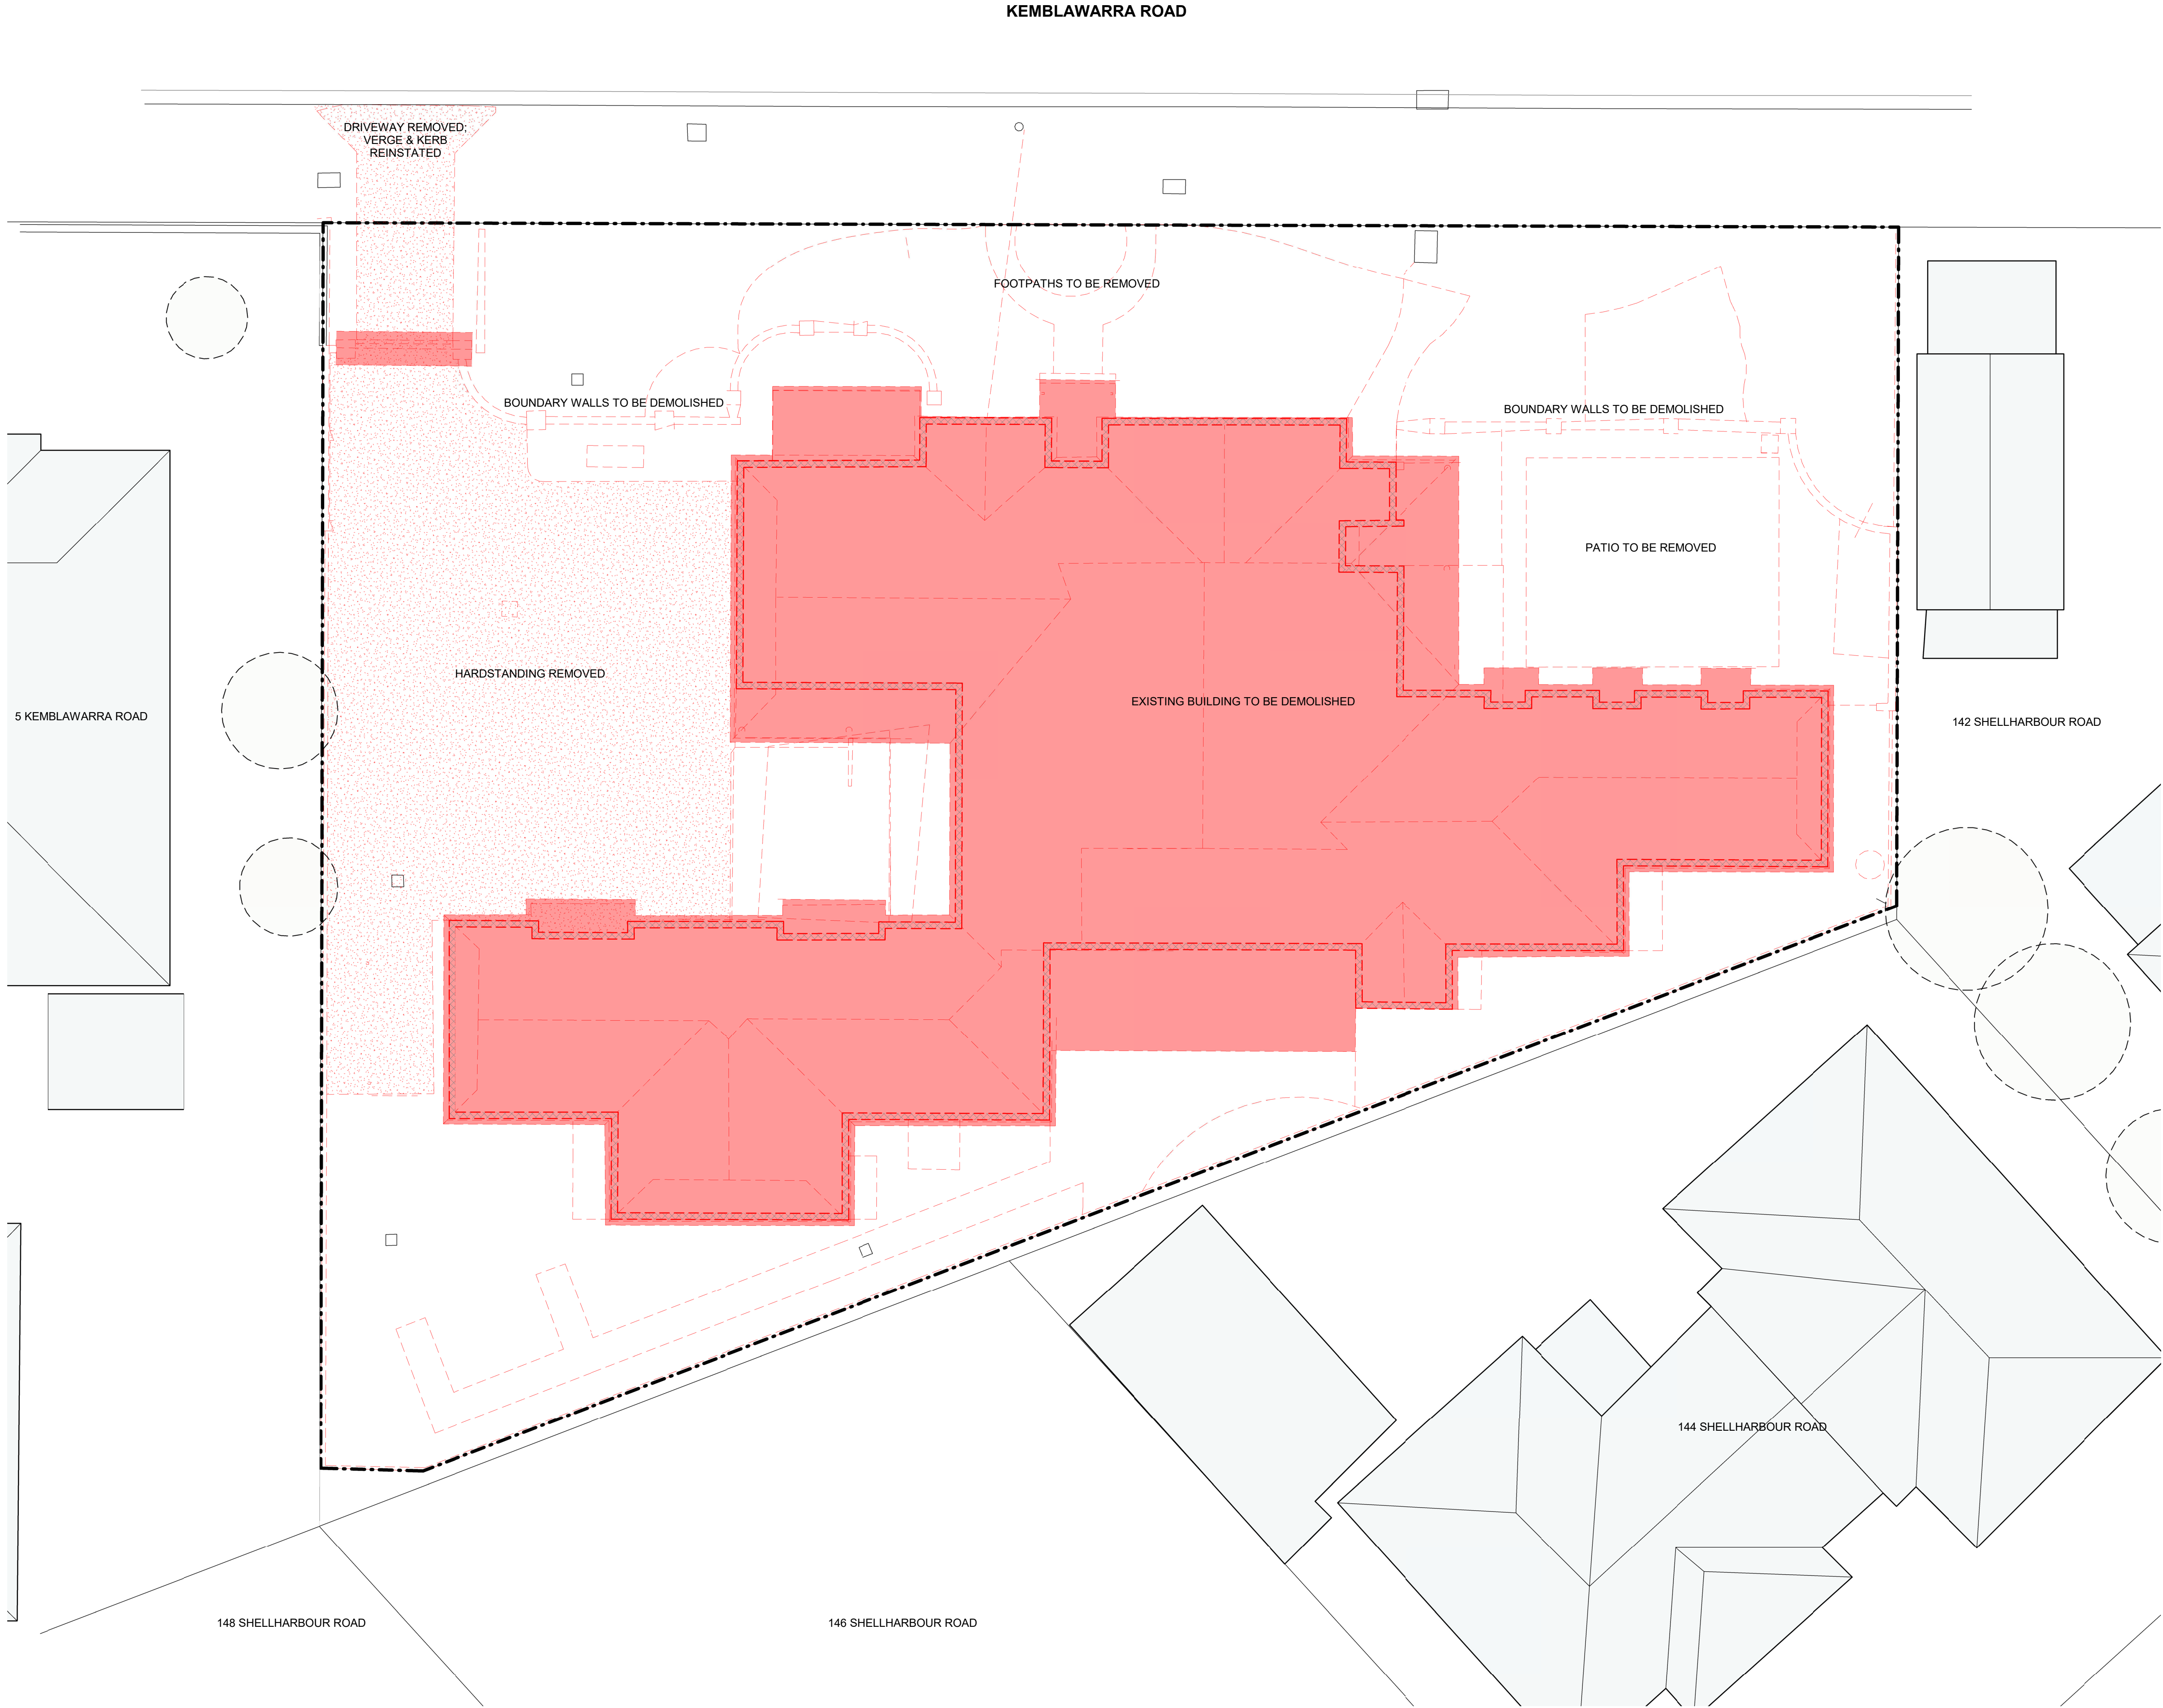 KEMBLAWARRA ROAD
DRIVEWAY REMOVED;
VERGE & KERB
REINSTATED
FOOTPATHS TO BE REMOVED
BOUNDARY WALLS TO BE DEMOLISHED
BOUNDARY WALLS TO BE DEMOLISHED
PATIO TO BE REMOVED
HARDSTANDING REMOVED
EXISTING BUILDING TO BE DEMOLISHED
5 KEMBLAWARRA ROAD
142 SHELLHARBOUR ROAD
144 SHELLHARBOUR ROAD
148 SHELLHARBOUR ROAD
146 SHELLHARBOUR ROAD